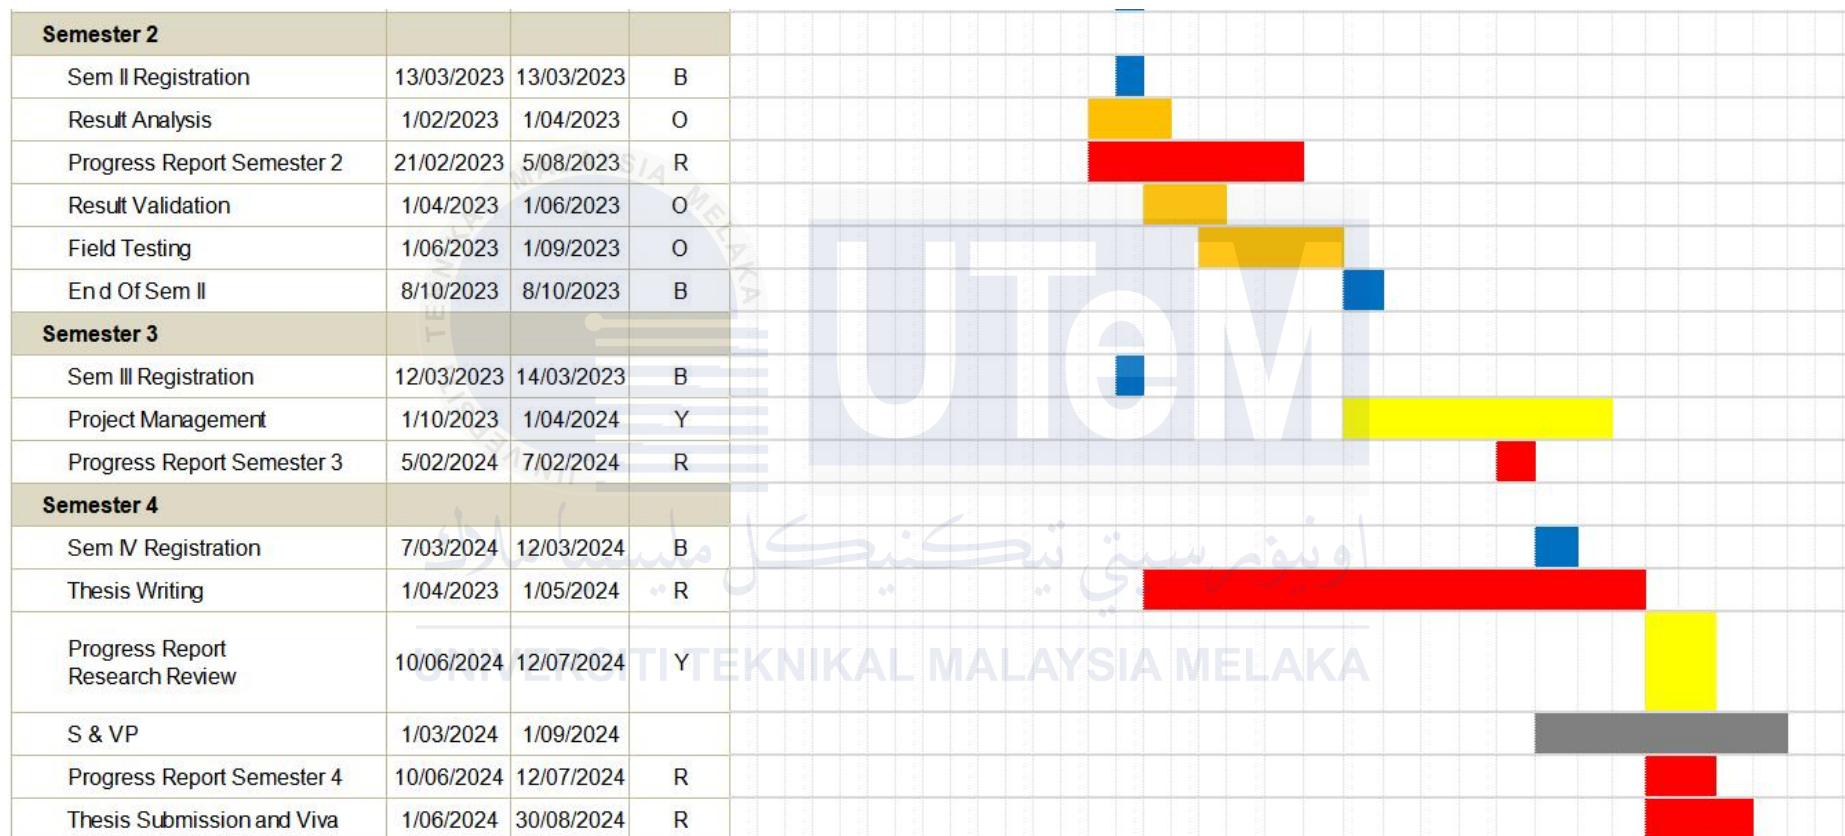 Semester 2
Sem II Registration 13/03/2023 13/03/2023 B
Result Analysis 1/02/2023 1/04/2023 O
Progress Report Semester 2 21/02/2023 5/08/2023 R
Result Validation 1/04/2023 1/06/2023 O
Field Testing 1/06/2023 1/09/2023 O
End Of Sem II 8/10/2023 8/10/2023 B
Semester 3
Sem III Registration 12/03/2023 14/03/2023 B
Project Management 1/10/2023 1/04/2024 Y
Progress Report Semester 3 5/02/2024 7/02/2024 R
Semester 4
Sem IV Registration 7/03/2024 12/03/2024 B
Thesis Writing 1/04/2023 1/05/2024 R
Progress Report
Research Review 10/06/2024 12/07/2024 Y
S & VP 1/03/2024 1/09/2024
Progress Report Semester 4 10/06/2024 12/07/2024 R
Thesis Submission and Viva 1/06/2024 30/08/2024 R
UTeM
اونيۏرسيتي تيکنيکل مليسيا ملاک
UNIVERSITI TEKNIKAL MALAYSIA MELAKA